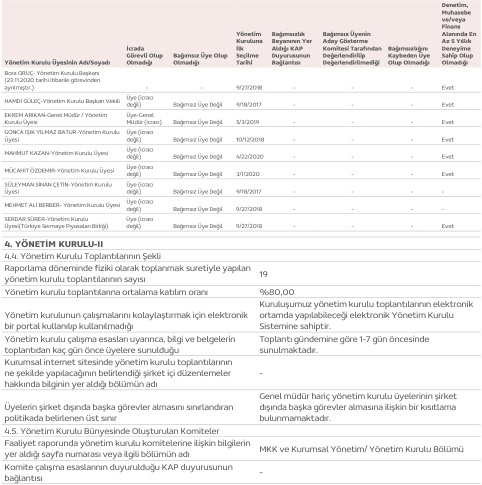 Yönetim Kurulu Üyesinin Adı/Soyadı | İcrada Görevli Olup Olmadığı | Bağımsız Üye Olup Olmadığı | Yönetim Kuruluna İlk Seçilme Tarihi | Bağımsızlık Beyanının Yer Aldığı KAP Duyurusunun Bağlantısı | Bağımsız Üyenin Aday Gösterme Komitesi Tarafından Değerlendirilip Değerlendirilmediği | Bağımsızlığını Kaybeden Üye Olup Olmadığı | Denetim, Muhasebe ve/veya Finans Alanında En Az 5 Yıllık Deneyime Sahip Olup Olmadığı
Bora ORUÇ- Yönetim Kurulu Başkanı (23.11.2020 tarihi itibarile görevinden ayrılmıştır.) | - | - | 9/27/2018 | - | - | - | Evet
HAMDİ GÜLEÇ-Yönetim Kurulu Başkan Vekili | Üye (icracı değil) | Bağımsız Üye Değil | 9/18/2017 | - | - | - | Evet
EKREM ARIKAN-Genel Müdür / Yönetim Kurulu Üyesi | Üye-Genel Müdür (icracı) | Bağımsız Üye Değil | 5/3/2019 | - | - | - | Evet
GONCA IŞIK YILMAZ BATUR-Yönetim Kurulu Üyesi | Üye (icracı değil) | Bağımsız Üye Değil | 10/12/2018 | - | - | - | Evet
MAHMUT KAZAN-Yönetim Kurulu Üyesi | Üye (icracı değil) | Bağımsız Üye Değil | 4/22/2020 | - | - | - | Evet
MÜCAHİT ÖZDEMİR-Yönetim Kurulu Üyesi | Üye (icracı değil) | Bağımsız Üye Değil | 3/1/2020 | - | - | - | Evet
SÜLEYMAN SİNAN ÇETİN-Yönetim Kurulu Üyesi | Üye (icracı değil) | Bağımsız Üye Değil | 9/18/2017 | - | - | - | -
MEHMET ALİ BERBER- Yönetim Kurulu Üyesi | Üye (icracı değil) | Bağımsız Üye Değil | 9/27/2018 | - | - | - | -
SERDAR SÜRER-Yönetim Kurulu Üyesi(Türkiye Sermaye Piyasaları Birliği) | Üye (icracı değil) | Bağımsız Üye Değil | 9/27/2018 | - | - | - | Evet
4. YÖNETİM KURULU-II
4.4. Yönetim Kurulu Toplantılarının Şekli
Raporlama döneminde fiziki olarak toplanmak suretiyle yapılan
yönetim kurulu toplantılarının sayısı | 19
Yönetim kurulu toplantılarına ortalama katılım oranı | %80,00
Yönetim kurulunun çalışmalarını kolaylaştırmak için elektronik
bir portal kullanılıp kullanılmadığı | Kuruluşumuz yönetim kurulu toplantılarının elektronik
ortamda yapılabileceği elektronik Yönetim Kurulu
Sistemine sahiptir.
Yönetim kurulu çalışma esasları uyarınca, bilgi ve belgelerin
toplantıdan kaç gün önce üyelere sunulduğu | Toplantı gündemine göre 1-7 gün öncesinde
sunulmaktadır.
Kurumsal internet sitesinde yönetim kurulu toplantılarının
ne şekilde yapılacağının belirlendiği şirket içi düzenlemeler
hakkında bilginin yer aldığı bölümün adı | -
Üyelerin şirket dışında başka görevler almasını sınırlandıran
politikada belirlenen üst sınır | Genel müdür hariç yönetim kurulu üyelerinin şirket
dışında başka görev almasına ilişkin bir kısıtlama
bulunmamaktadır.
4.5. Yönetim Kurulu Bünyesinde Oluşturulan Komiteler
Faaliyet raporunda yönetim kurulu komitelerine ilişkin bilgilerin
yer aldığı sayfa numarası veya ilgili bölümün adı | MKK ve Kurumsal Yönetim/ Yönetim Kurulu Bölümü
Komite çalışma esaslarının duyurulduğu KAP duyurusunun
bağlantısı | -